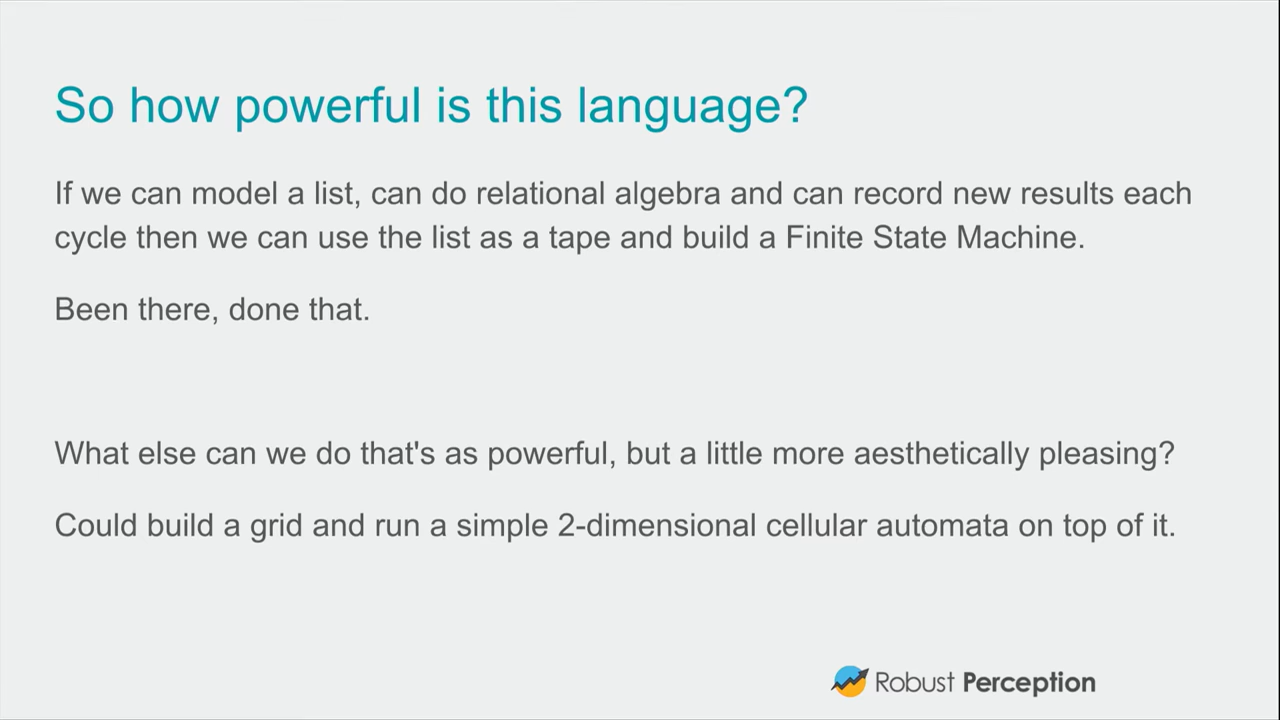 So how powerful is this language?
If we can model a list, can do relational algebra and can record new results each
cycle then we can use the list as a tape and build a Finite State Machine.
Been there, done that.
What else can we do that's as powerful, but a little more aesthetically pleasing?
Could build a grid and run a simple 2-dimensional cellular automata on top of it.
Robust Perception